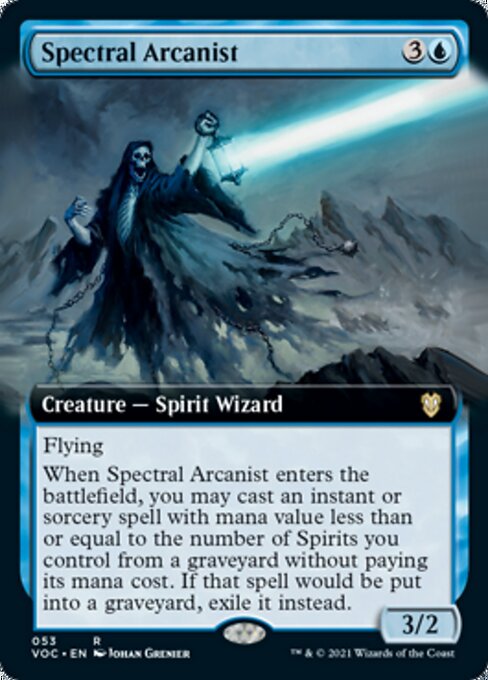 Spectral Arcanist 3
Creature — Spirit Wizard
Flying
When Spectral Arcanist enters the
battlefield, you may cast an instant or
sorcery spell with mana value less than
or equal to the number of Spirits you
control from a graveyard without paying
its mana cost. If that spell would be put
into a graveyard, exile it instead.
3/2
053 R
VOC • EN Johan Grenier ™ & © 2021 Wizards of the Coast